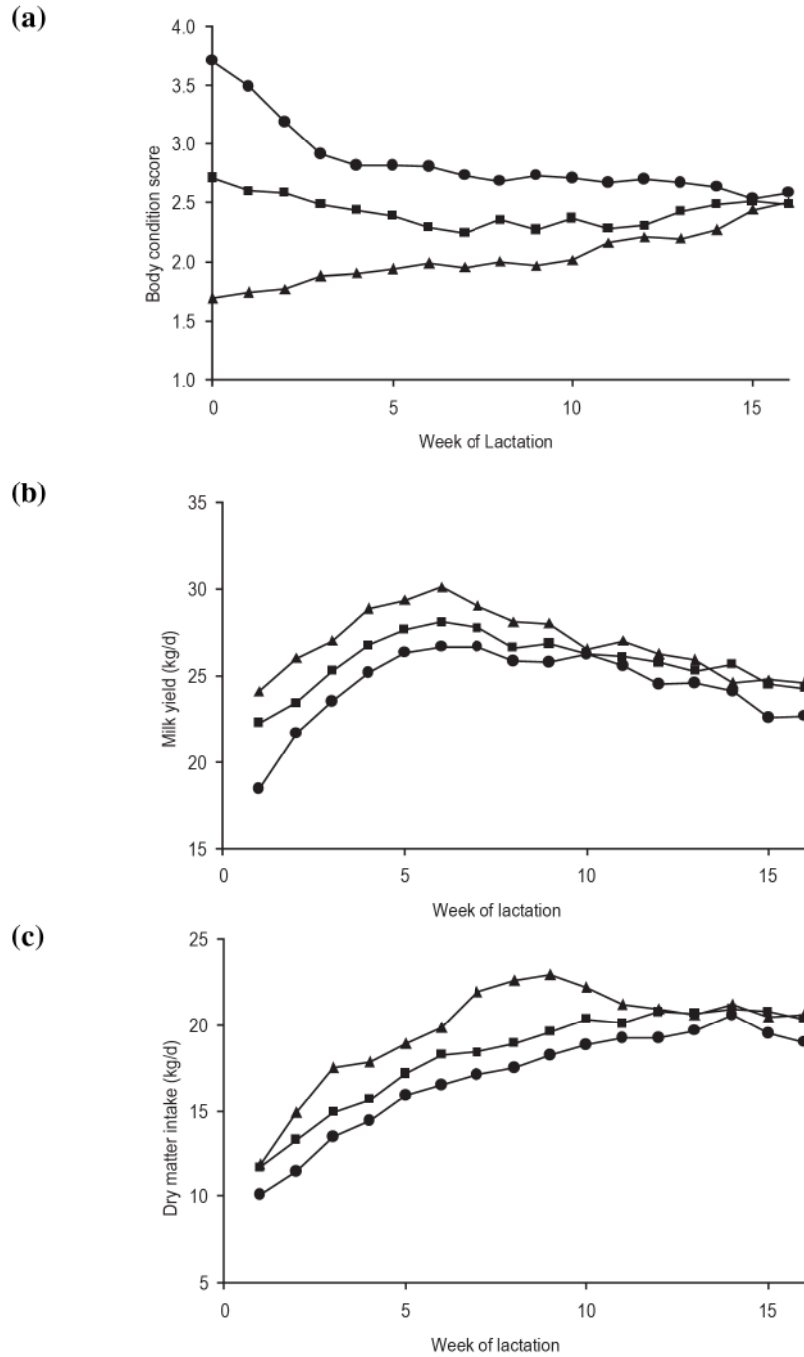 (a)
4.0
3.5
3.0
2.5
2.0
1.5
1.0
Body condition score
0 5 10 15
Week of Lactation
(b)
35
30
25
20
15
Milk yield (kg/d)
0 5 10 15
Week of lactation
(c)
25
20
15
10
5
Dry matter intake (kg/d)
0 5 10 15
Week of lactation